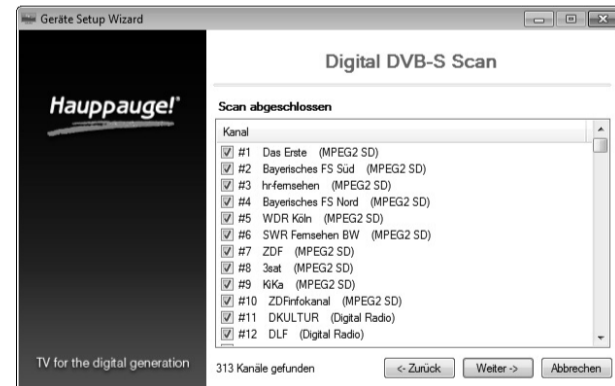 Geräte Setup Wizard
Digital DVB-S Scan
Hauppauge!
Scan abgeschlossen
Kanal
#1 Das Erste (MPEG2 SD)
#2 Bayerisches FS Süd (MPEG2 SD)
#3 hr-fernsehen (MPEG2 SD)
#4 Bayerisches FS Nord (MPEG2 SD)
#5 WDR Köln (MPEG2 SD)
#6 SWR Fernsehen BW (MPEG2 SD)
#7 ZDF (MPEG2 SD)
#8 3sat (MPEG2 SD)
#9 KiKa (MPEG2 SD)
#10 ZDFinfokanal (MPEG2 SD)
#11 DKULTUR (Digital Radio)
#12 DLF (Digital Radio)
TV for the digital generation
313 Kanäle gefunden
<- Zurück
Weiter ->
Abbrechen